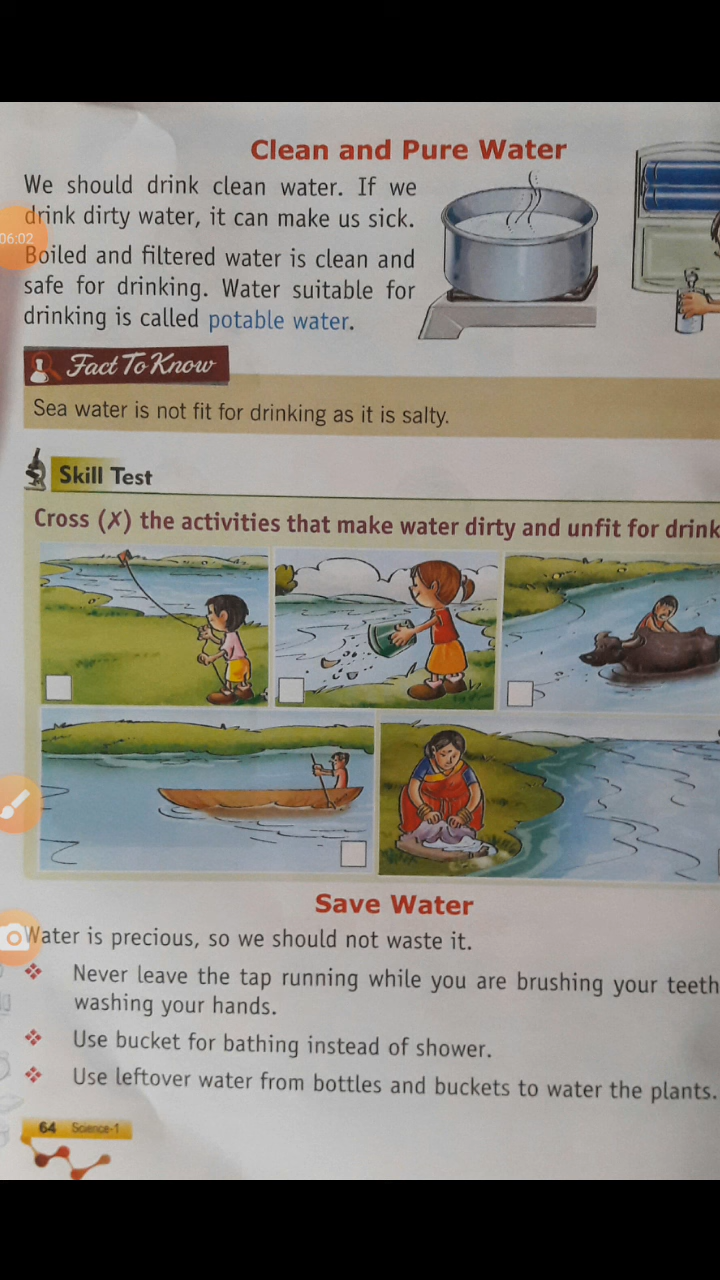 Clean and Pure Water
We should drink clean water. If we
drink dirty water, it can make us sick.
Boiled and filtered water is clean and
safe for drinking. Water suitable for
drinking is called potable water.
Fact To Know
Sea water is not fit for drinking as it is salty.
Skill Test
Cross (✗) the activities that make water dirty and unfit for drink
Save Water
Water is precious, so we should not waste it.
❖ Never leave the tap running while you are brushing your teeth
washing your hands.
❖ Use bucket for bathing instead of shower.
❖ Use leftover water from bottles and buckets to water the plants.
64 Science-1
06:02